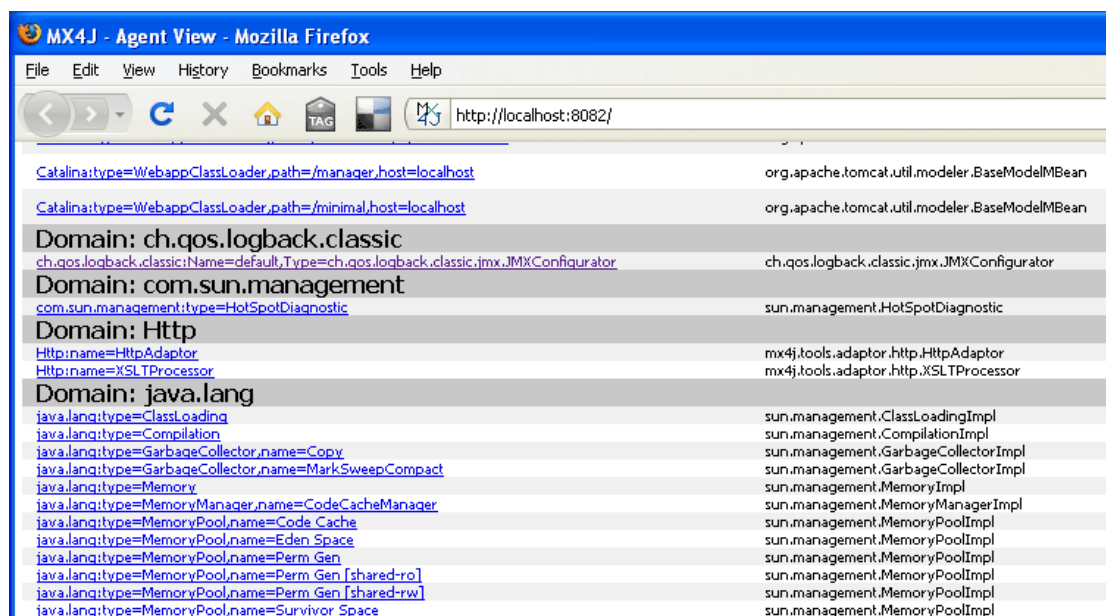 MX4J - Agent View - Mozilla Firefox
File Edit View History Bookmarks Tools Help
TAG http://localhost:8082/
Catalina:type=WebappClassLoader,path=/manager,host=localhost org.apache.tomcat.util.modeler.BaseModelMBean
Catalina:type=WebappClassLoader,path=/minimal,host=localhost org.apache.tomcat.util.modeler.BaseModelMBean
Domain: ch.qos.logback.classic
ch.qos.logback.classic:Name=default,Type=ch.qos.logback.classic.jmx.JMXConfigurator ch.qos.logback.classic.jmx.JMXConfigurator
Domain: com.sun.management
com.sun.management:type=HotSpotDiagnostic sun.management.HotSpotDiagnostic
Domain: Http
Http:name=HttpAdaptor mx4j.tools.adaptor.http.HttpAdaptor
Http:name=XSLTProcessor mx4j.tools.adaptor.http.XSLTProcessor
Domain: java.lang
java.lang:type=ClassLoading sun.management.ClassLoadingImpl
java.lang:type=Compilation sun.management.CompilationImpl
java.lang:type=GarbageCollector,name=Copy sun.management.GarbageCollectorImpl
java.lang:type=GarbageCollector,name=MarkSweepCompact sun.management.GarbageCollectorImpl
java.lang:type=Memory sun.management.MemoryImpl
java.lang:type=MemoryManager,name=CodeCacheManager sun.management.MemoryManagerImpl
java.lang:type=MemoryPool,name=Code Cache sun.management.MemoryPoolImpl
java.lang:type=MemoryPool,name=Eden Space sun.management.MemoryPoolImpl
java.lang:type=MemoryPool,name=Perm Gen sun.management.MemoryPoolImpl
java.lang:type=MemoryPool,name=Perm Gen [shared-ro] sun.management.MemoryPoolImpl
java.lang:type=MemoryPool,name=Perm Gen [shared-rw] sun.management.MemoryPoolImpl
java.lang:type=MemoryPool,name=Survivor Space sun.management.MemoryPoolImpl